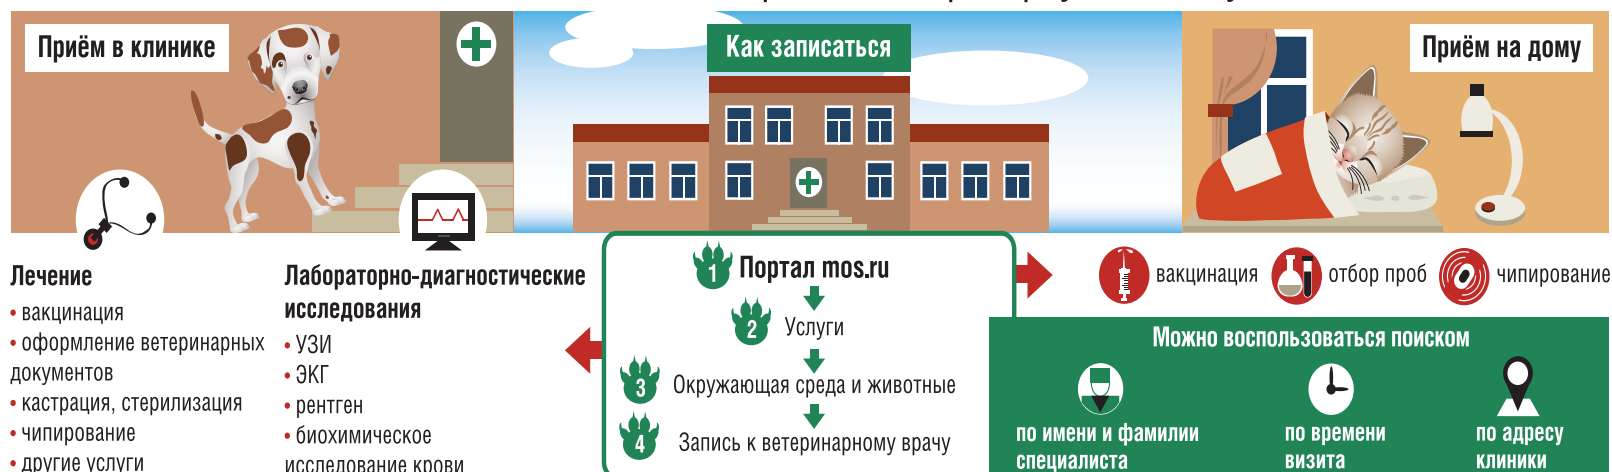 Приём в клинике
Как записаться
Приём на дому
Лечение
• вакцинация
• оформление ветеринарных
документов
• кастрация, стерилизация
• чипирование
• другие услуги
Лабораторно-диагностические
исследования
• УЗИ
• ЭКГ
• рентген
• биохимическое
исследование крови
1 Портал mos.ru
2 Услуги
3 Окружающая среда и животные
4 Запись к ветеринарному врачу
вакцинация
отбор проб
чипирование
Можно воспользоваться поиском
по имени и фамилии
специалиста
по времени
визита
по адресу
клиники